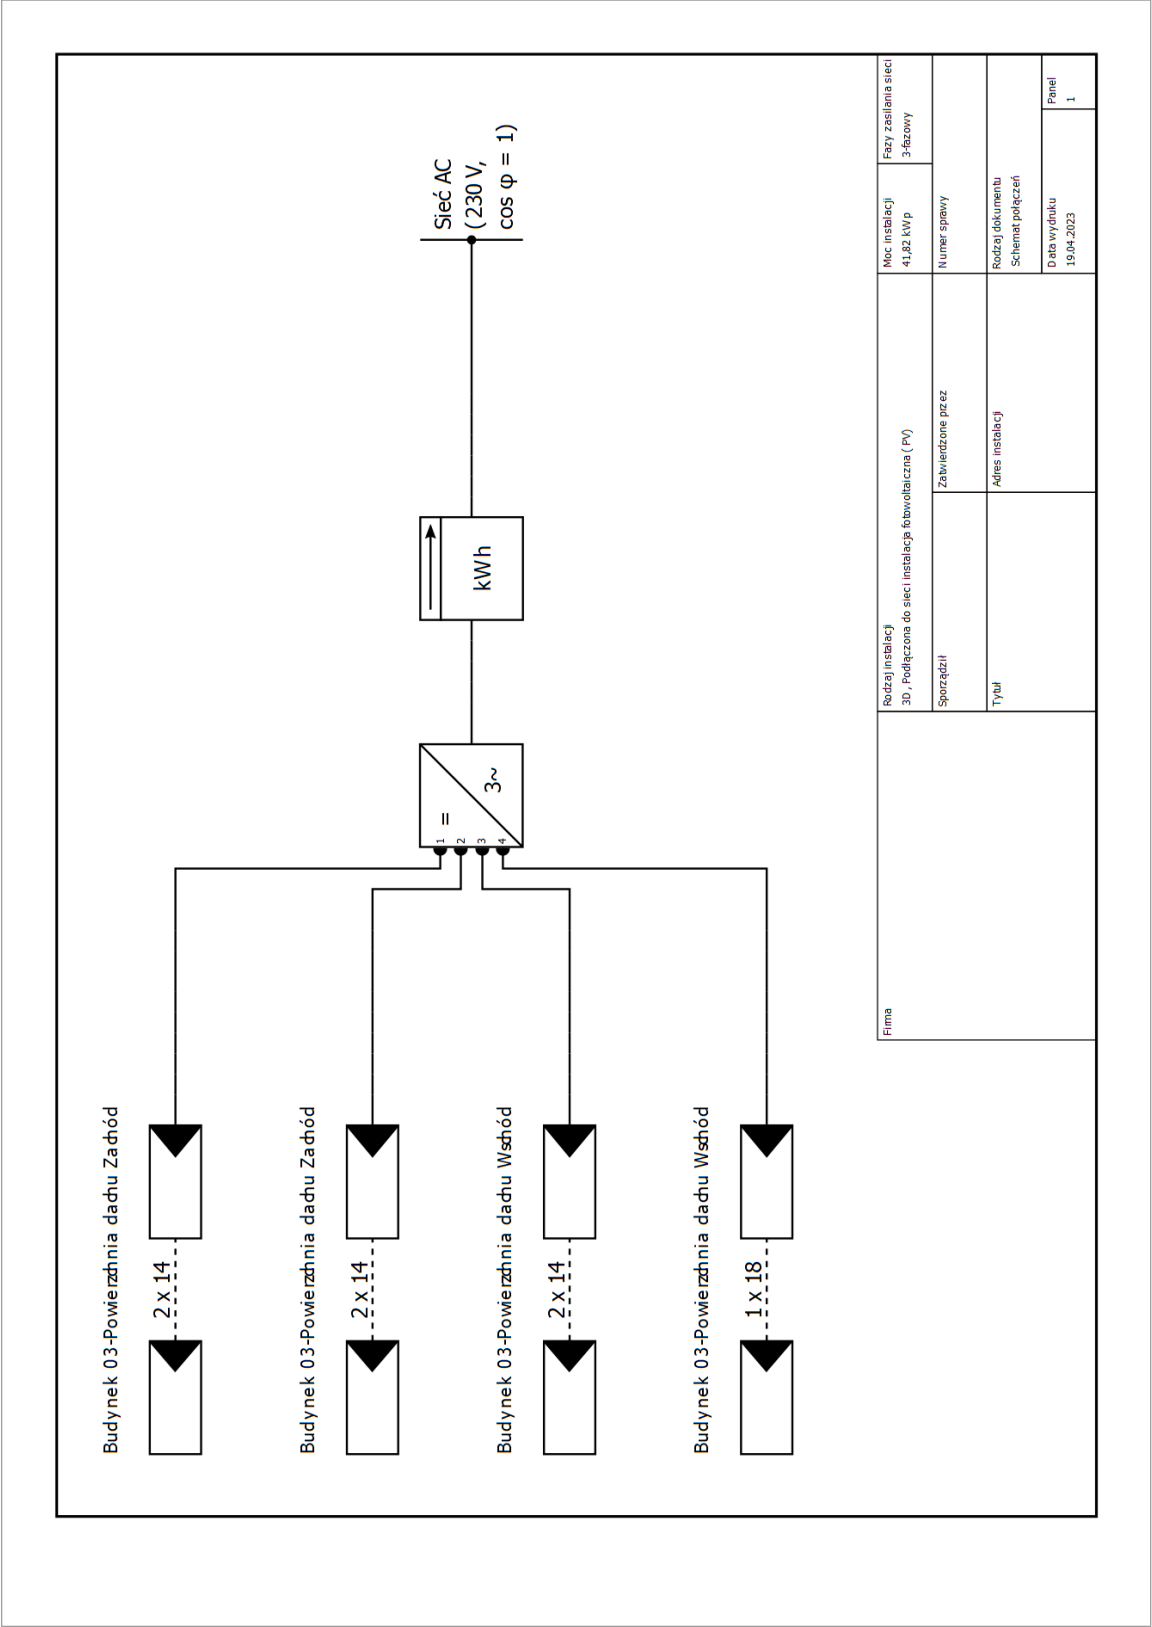 Budynek 03-Powierzchnia dachu Zachód
2 x 14
Budynek 03-Powierzchnia dachu Zachód
2 x 14
Budynek 03-Powierzchnia dachu Wschód
2 x 14
Budynek 03-Powierzchnia dachu Wschód
1 x 18
1
2
3
4
=
3~
kWh
Sieć AC
(230 V,
cos φ = 1)
Firma
Rodzaj instalacji
3D, Podłączona do sieci instalacja fotowoltaiczna (PV)
Moc instalacji
41,82 kWp
Fazy zasilania sieci
3-fazowy
Sporządził
Zatwierdzone przez
Numer sprawy
Tytuł
Adres instalacji
Rodzaj dokumentu
Schemat połączeń
Data wydruku
19.04.2023
Panel
1